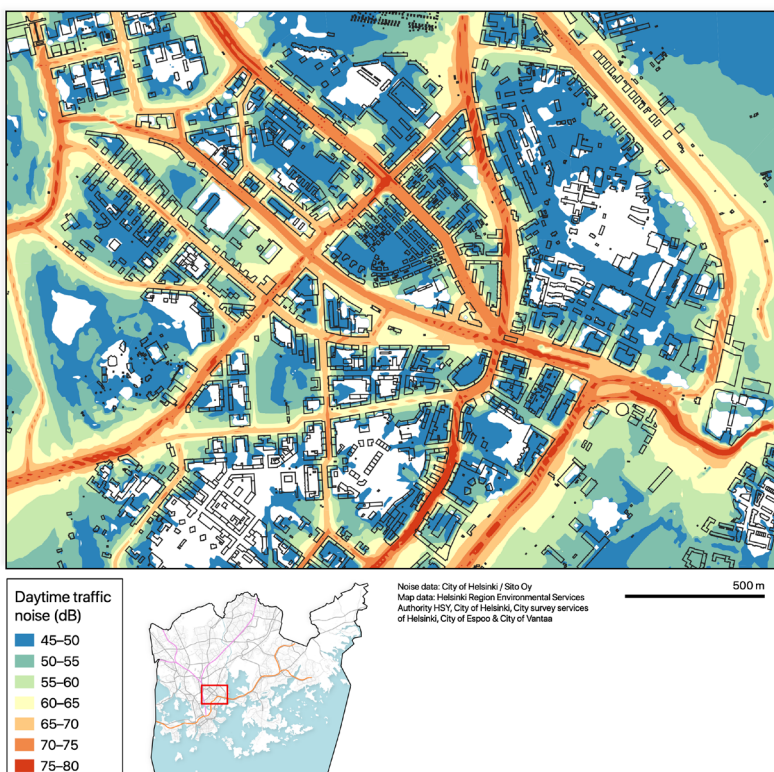 Daytime traffic
noise (dB)
45–50
50–55
55–60
60–65
65–70
70–75
75–80
Noise data: City of Helsinki / Sito Oy
Map data: Helsinki Region Environmental Services
Authority HSY, City of Helsinki, City survey services
of Helsinki, City of Espoo & City of Vantaa
500 m